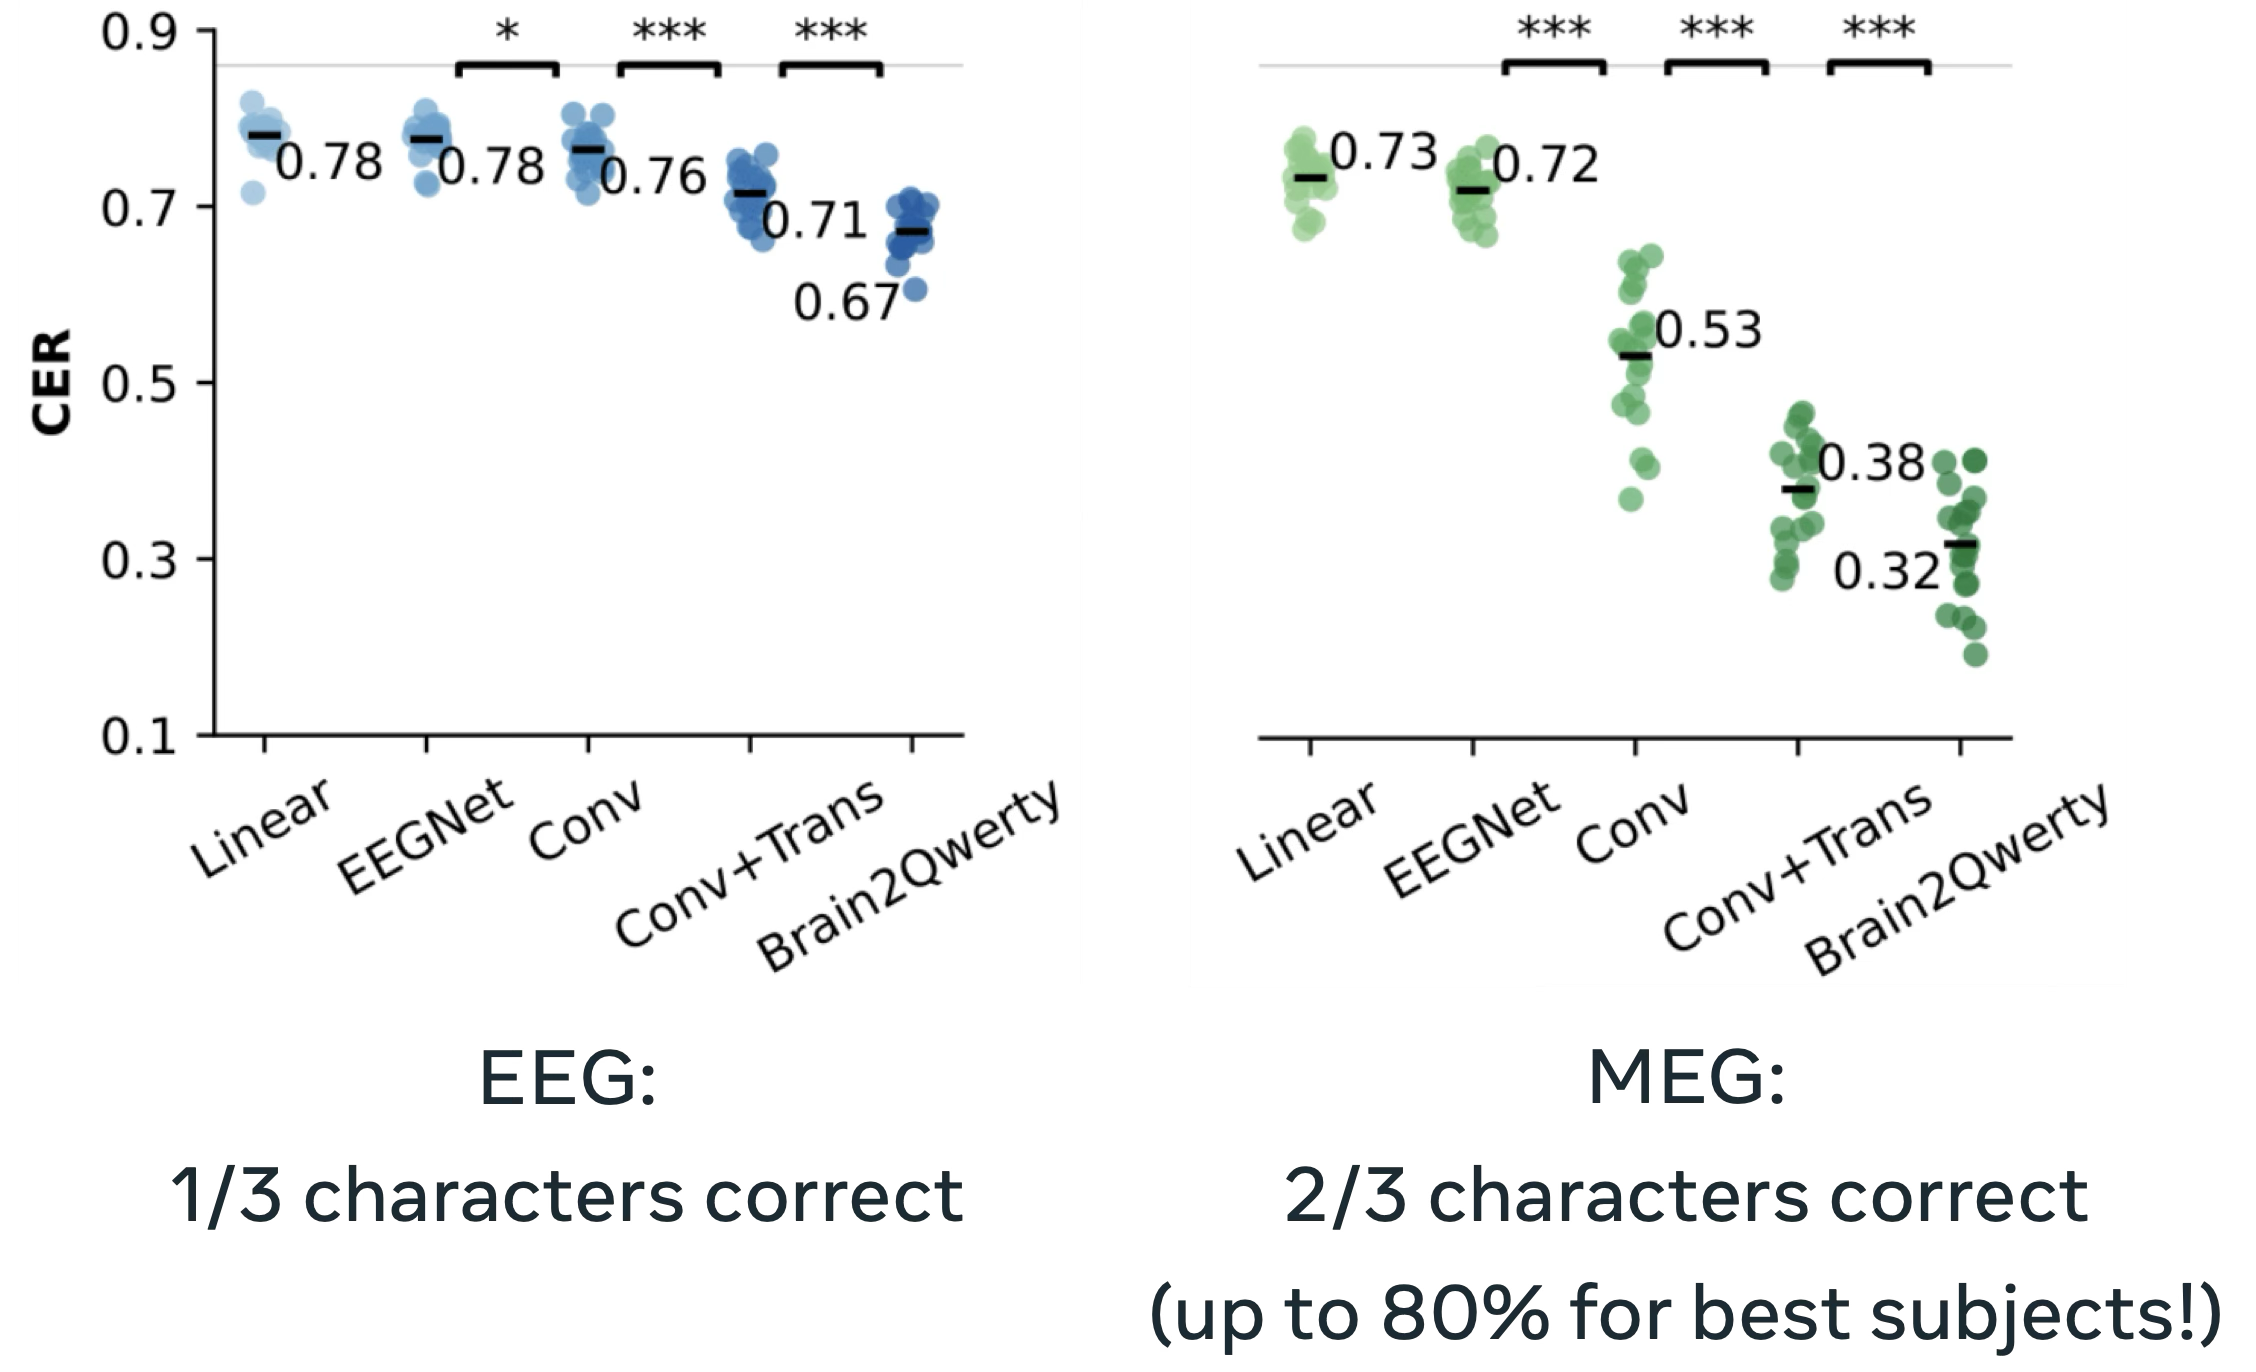 * *** ***
0.9
0.7
0.5
0.3
0.1
CER
0.78
0.78
0.76
0.71
0.67
Linear
EEGNet
Conv
Conv+Trans
Brain2Qwerty
*** *** ***
0.73
0.72
0.53
0.38
0.32
Linear
EEGNet
Conv
Conv+Trans
Brain2Qwerty
EEG:
1/3 characters correct
MEG:
2/3 characters correct
(up to 80% for best subjects!)